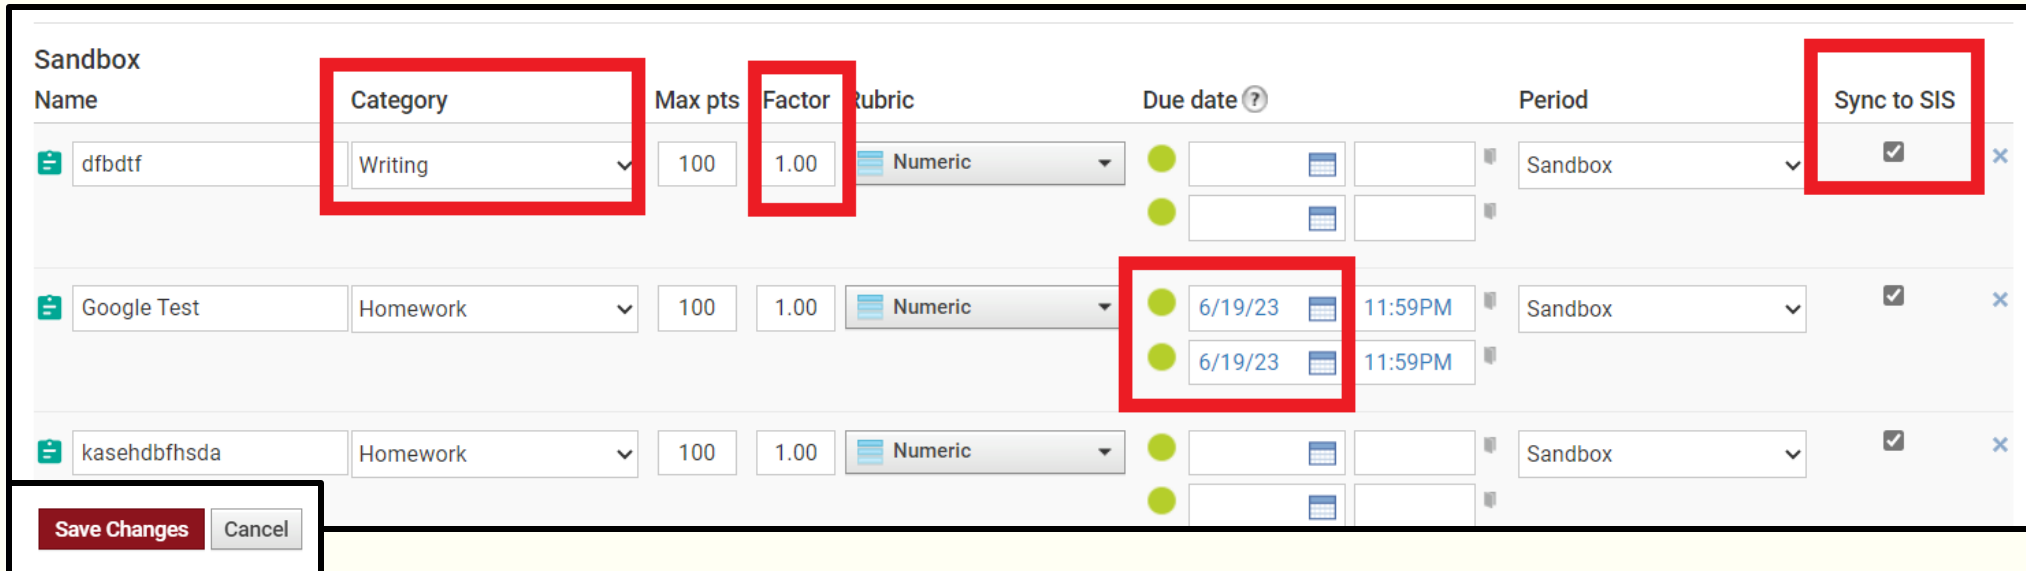 Sandbox
Name Category Max pts Factor Rubric Due date ? Period Sync to SIS
dfbdtf Writing 100 1.00 Numeric Sandbox
Google Test Homework 100 1.00 Numeric 6/19/23 11:59PM Sandbox
6/19/23 11:59PM
kasehdbfhsda Homework 100 1.00 Numeric Sandbox
Save Changes Cancel